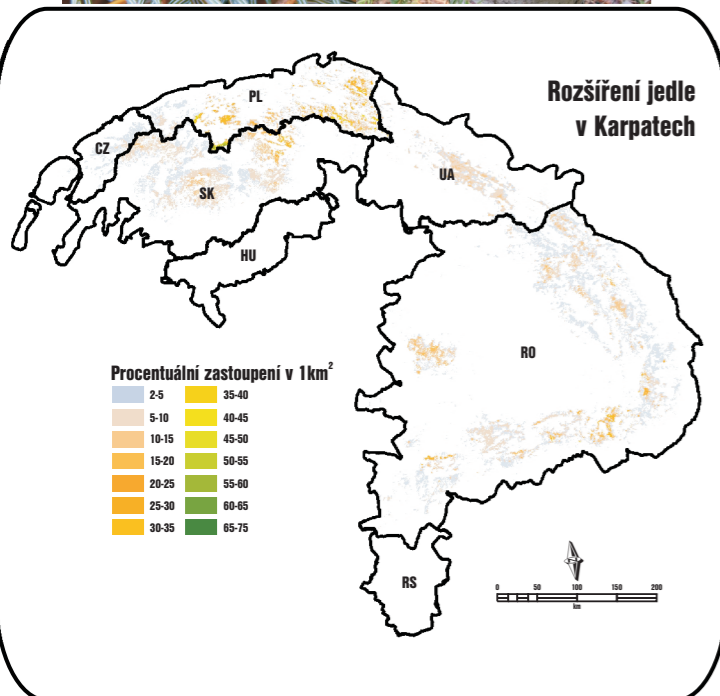 Rozšíření jedle
v Karpatech
PL
CZ
SK
UA
HU
RO
RS
Procentuální zastoupení v 1km²
2-5
5-10
10-15
15-20
20-25
25-30
30-35
35-40
40-45
45-50
50-55
55-60
60-65
65-75
0 50 100 150 200
km